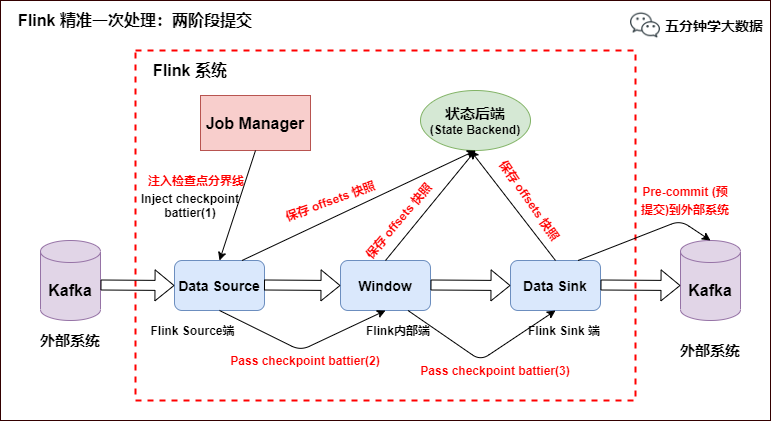 Flink 精准一次处理：两阶段提交
五分钟学大数据
Flink 系统
Job Manager
状态后端
(State Backend)
注入检查点分界线
Inject checkpoint
battier(1)
保存 offsets 快照
保存 offsets 快照
保存 offsets 快照
Pre-commit (预
提交)到外部系统
Kafka
Data Source
Window
Data Sink
Kafka
外部系统
Flink Source端
Flink内部端
Flink Sink 端
外部系统
Pass checkpoint battier(2)
Pass checkpoint battier(3)